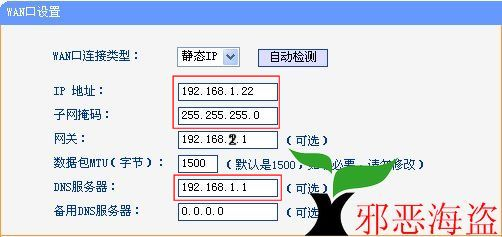 WAN口设置
WAN口连接类型： 静态IP 自动检测
IP 地址： 192.168.1.22
子网掩码： 255.255.255.0
网关： 192.168.2.1 （可选）
数据包MTU（字节）： 1500 （默认是1500，如非必要，请勿修改）
DNS服务器： 192.168.1.1 （可选）
备用DNS服务器： 0.0.0.0 （可选）
邪恶海盗